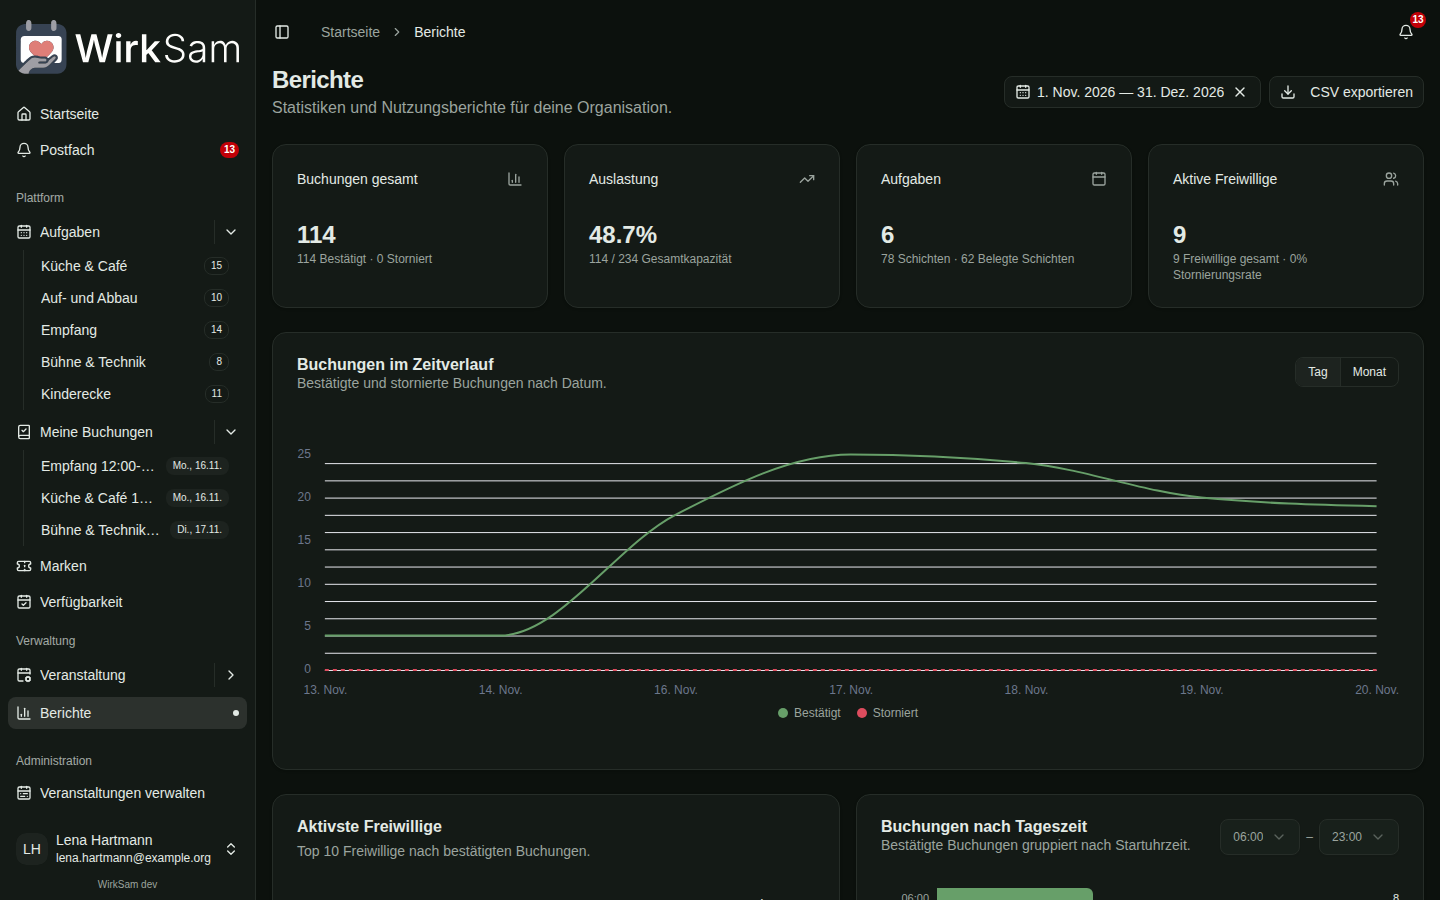 WirkSam
Startseite
Postfach
13
Plattform
Aufgaben
Küche & Café
15
Auf- und Abbau
10
Empfang
14
Bühne & Technik
8
Kinderecke
11
Meine Buchungen
Empfang 12:00-…
Mo., 16.11.
Küche & Café 1…
Mo., 16.11.
Bühne & Technik…
Di., 17.11.
Marken
Verfügbarkeit
Verwaltung
Veranstaltung
Berichte
Administration
Veranstaltungen verwalten
LH
Lena Hartmann
lena.hartmann@example.org
WirkSam dev
Startseite
Berichte
13
Berichte
Statistiken und Nutzungsberichte für deine Organisation.
1. Nov. 2026 — 31. Dez. 2026
CSV exportieren
Buchungen gesamt
114
114 Bestätigt · 0 Storniert
Auslastung
48.7%
114 / 234 Gesamtkapazität
Aufgaben
6
78 Schichten · 62 Belegte Schichten
Aktive Freiwillige
9
9 Freiwillige gesamt · 0%
Stornierungsrate
Buchungen im Zeitverlauf
Bestätigte und stornierte Buchungen nach Datum.
Tag
Monat
25
20
15
10
5
0
13. Nov.
14. Nov.
16. Nov.
17. Nov.
18. Nov.
19. Nov.
20. Nov.
Bestätigt
Storniert
Aktivste Freiwillige
Top 10 Freiwillige nach bestätigten Buchungen.
Buchungen nach Tageszeit
Bestätigte Buchungen gruppiert nach Startuhrzeit.
06:00
–
23:00
06:00
8